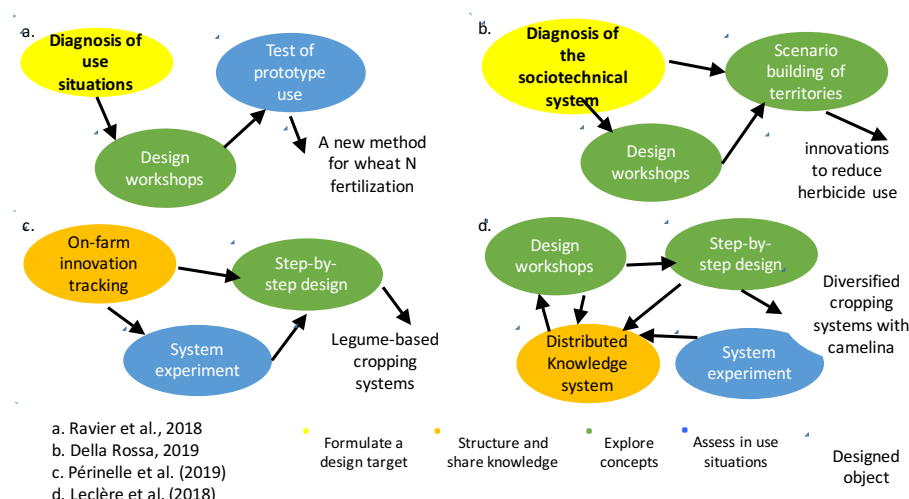 a.
Diagnosis of
use
situations
Test of
prototype
use
Design
workshops
A new method
for wheat N
fertilization
b.
Diagnosis of
the
sociotechnical
system
Scenario
building of
territories
Design
workshops
innovations
to reduce
herbicide use
c.
On-farm
innovation
tracking
Step-by-
step design
System
experiment
Legume-based
cropping
systems
d.
Design
workshops
Step-by-
step design
Distributed
Knowledge
system
System
experiment
Diversified
cropping
systems with
camelina
a. Ravier et al., 2018
b. Della Rossa, 2019
c. Périnelle et al. (2019)
d. Leclère et al. (2018)
Formulate a
design target
Structure and
share knowledge
Explore
concepts
Assess in use
situations
Designed
object